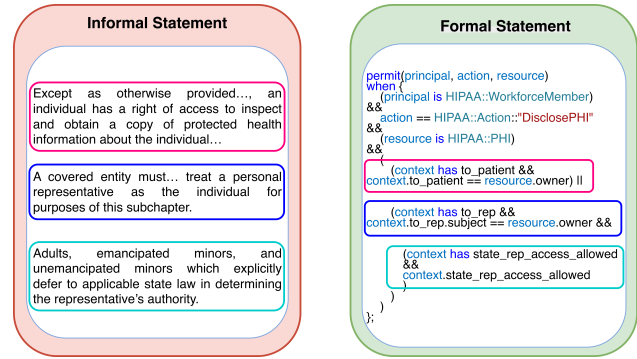 Informal Statement
Except as otherwise provided…, an
individual has a right of access to inspect
and obtain a copy of protected health
information about the individual…
A covered entity must… treat a personal
representative as the individual for
purposes of this subchapter.
Adults, emancipated minors, and
unemancipated minors which explicitly
defer to applicable state law in determining
the representative's authority.
Formal Statement
permit(principal, action, resource)
when {
(principal is HIPAA::WorkforceMember)
&&
action == HIPAA::Action::"DisclosePHI"
&&
(resource is HIPAA::PHI)
&&
(
(context has to_patient &&
context.to_patient == resource.owner) ||
(context has to_rep &&
context.to_rep.subject == resource.owner &&
(context has state_rep_access_allowed
&&
context.state_rep_access_allowed
)
)
)
};